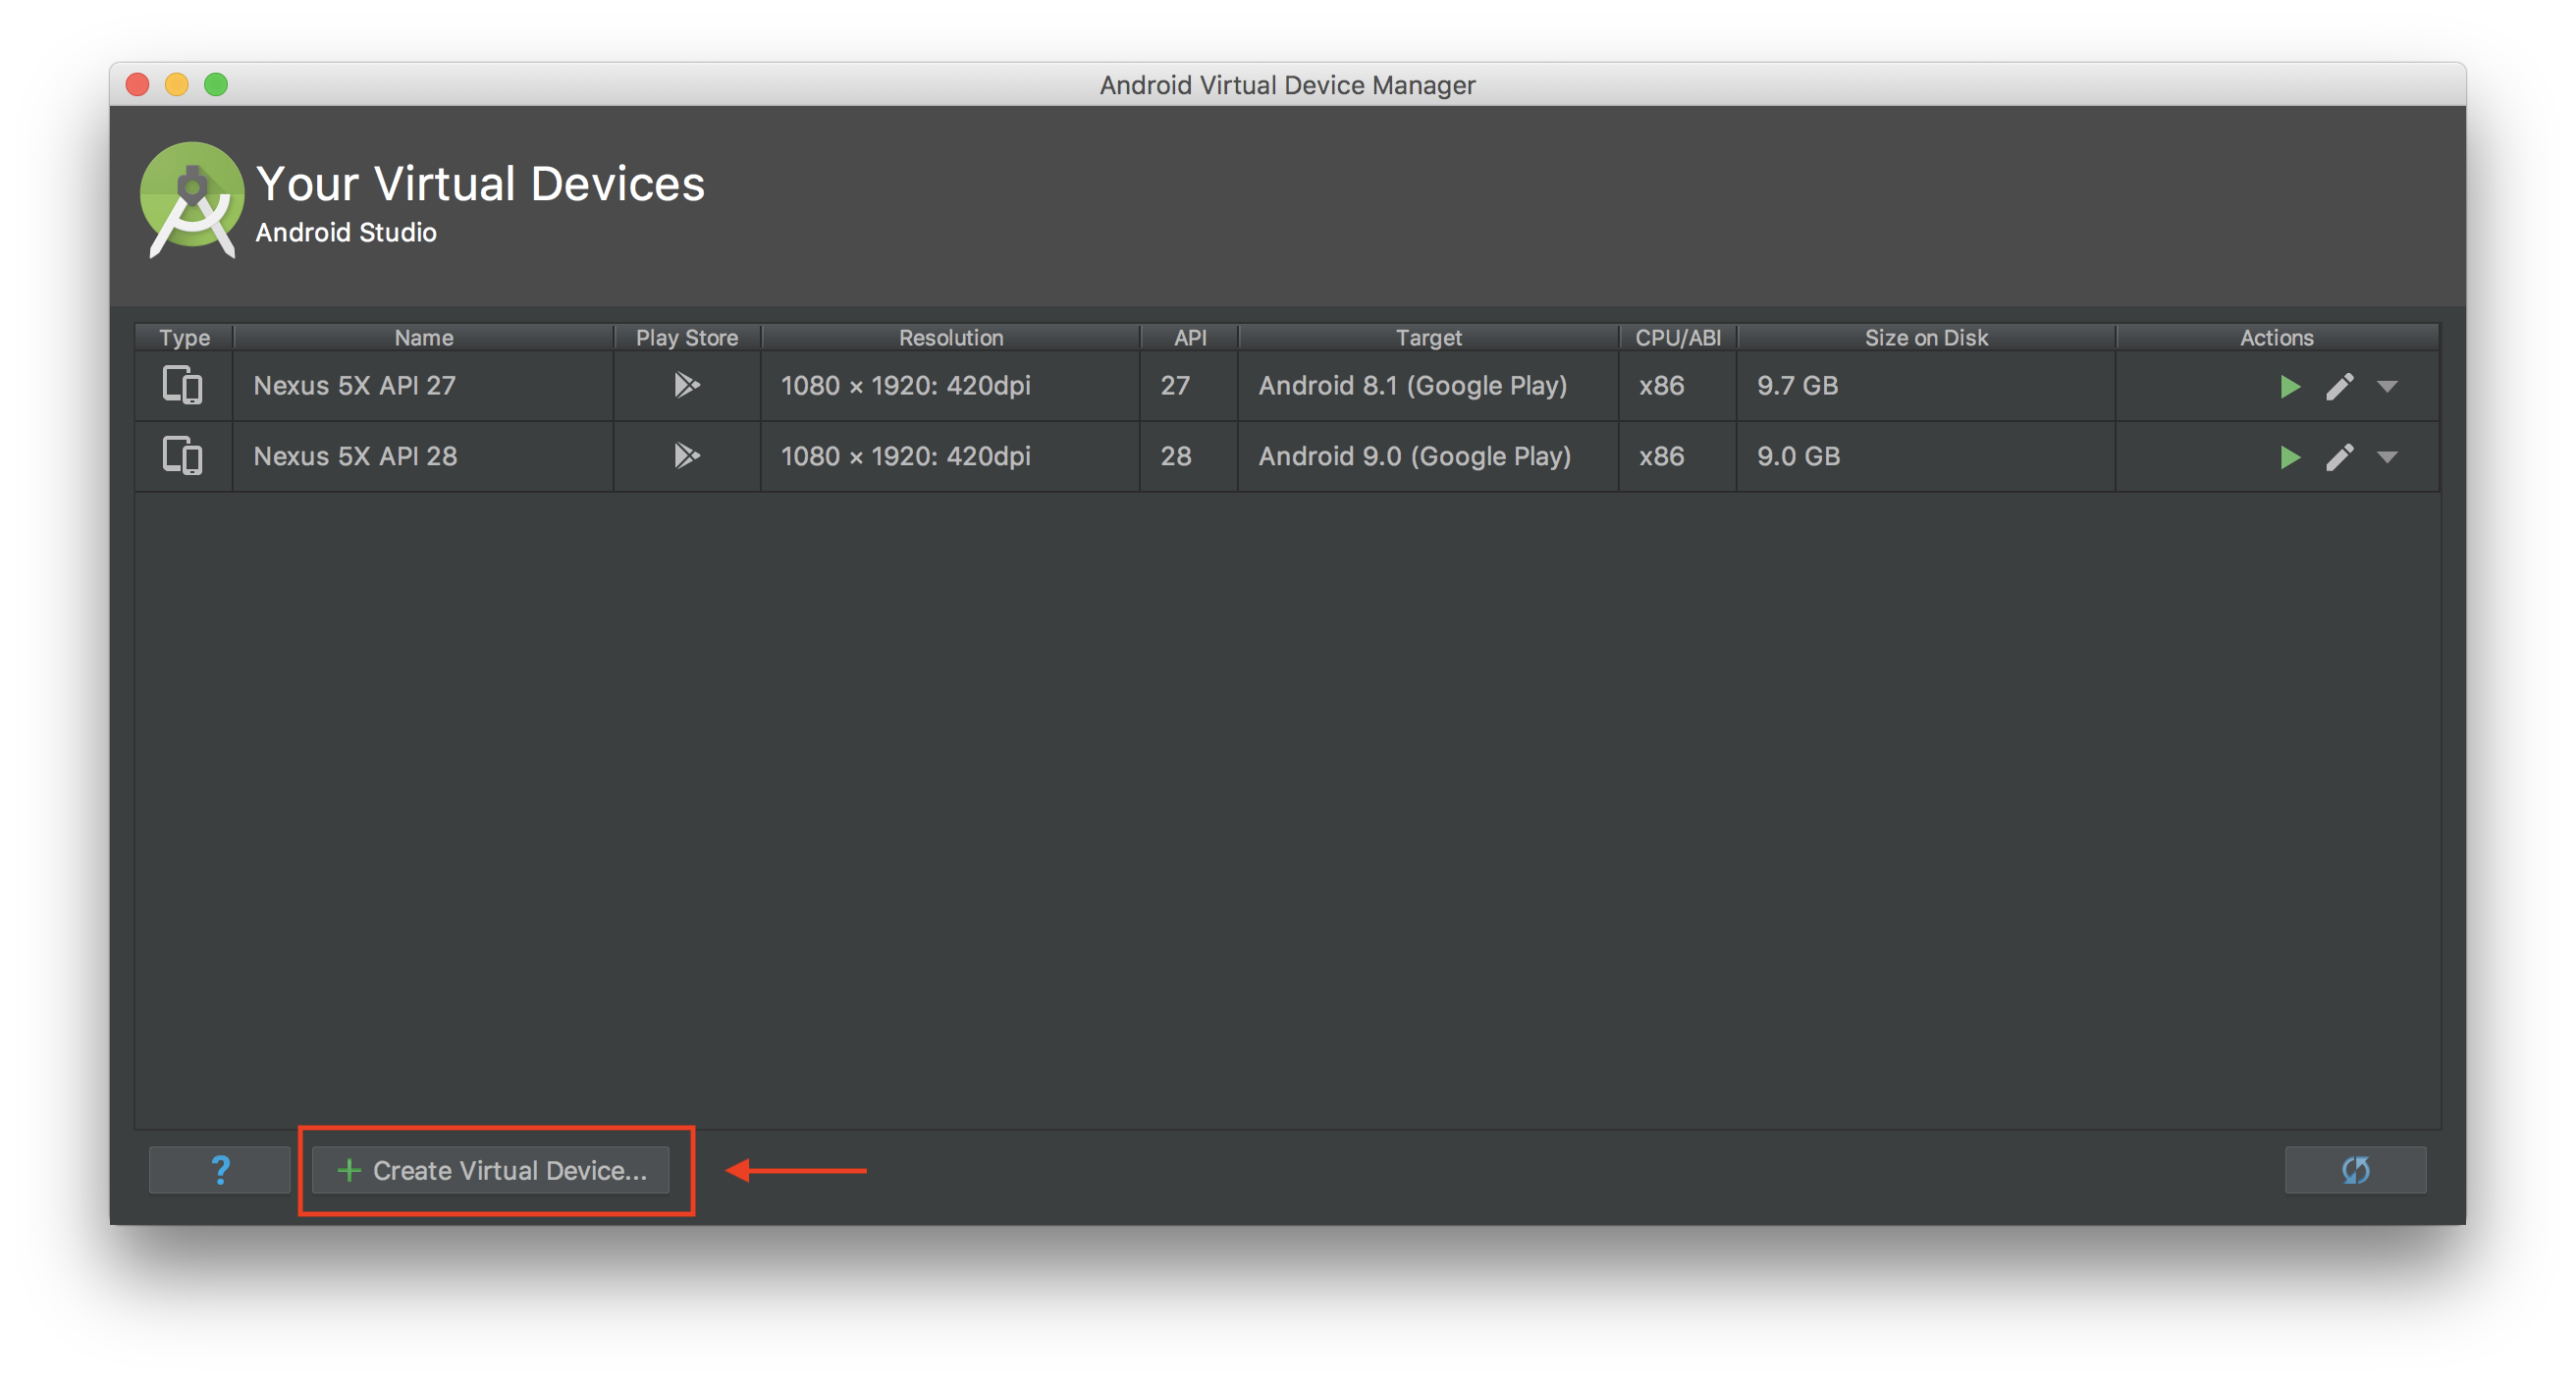 Android Virtual Device Manager
Your Virtual Devices
Android Studio
Type Name Play Store Resolution API Target CPU/ABI Size on Disk Actions
Nexus 5X API 27 1080 × 1920: 420dpi 27 Android 8.1 (Google Play) x86 9.7 GB
Nexus 5X API 28 1080 × 1920: 420dpi 28 Android 9.0 (Google Play) x86 9.0 GB
? + Create Virtual Device...